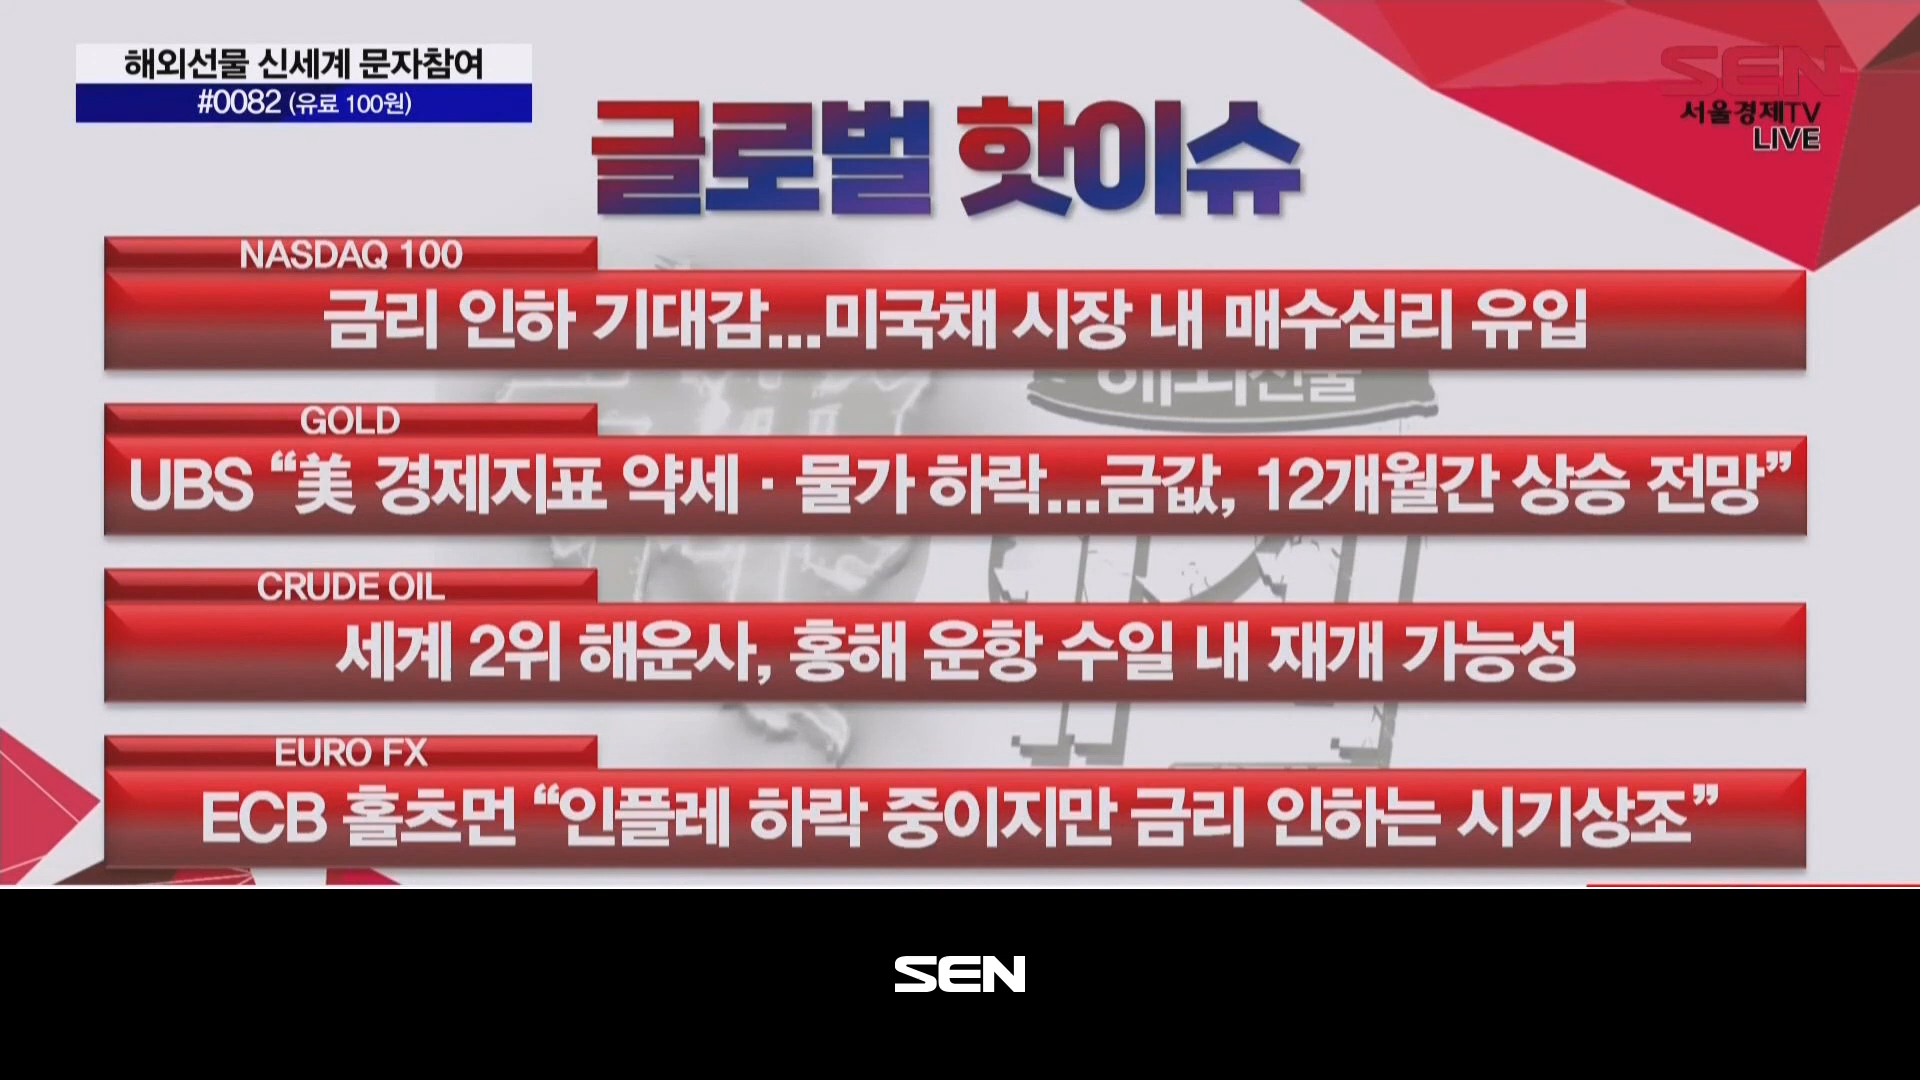 해외선물 신세계 문자참여
#0082 (유료 100원)
SEN
서울경제TV
LIVE
글로벌 핫이슈
NASDAQ 100
금리 인하 기대감...미국채 시장 내 매수심리 유입
해외선물
GOLD
UBS “美 경제지표 약세·물가 하락...금값, 12개월간 상승 전망”
CRUDE OIL
세계 2위 해운사, 홍해 운항 수일 내 재개 가능성
EURO FX
ECB 홀츠먼 “인플레 하락 중이지만 금리 인하는 시기상조”
SEN